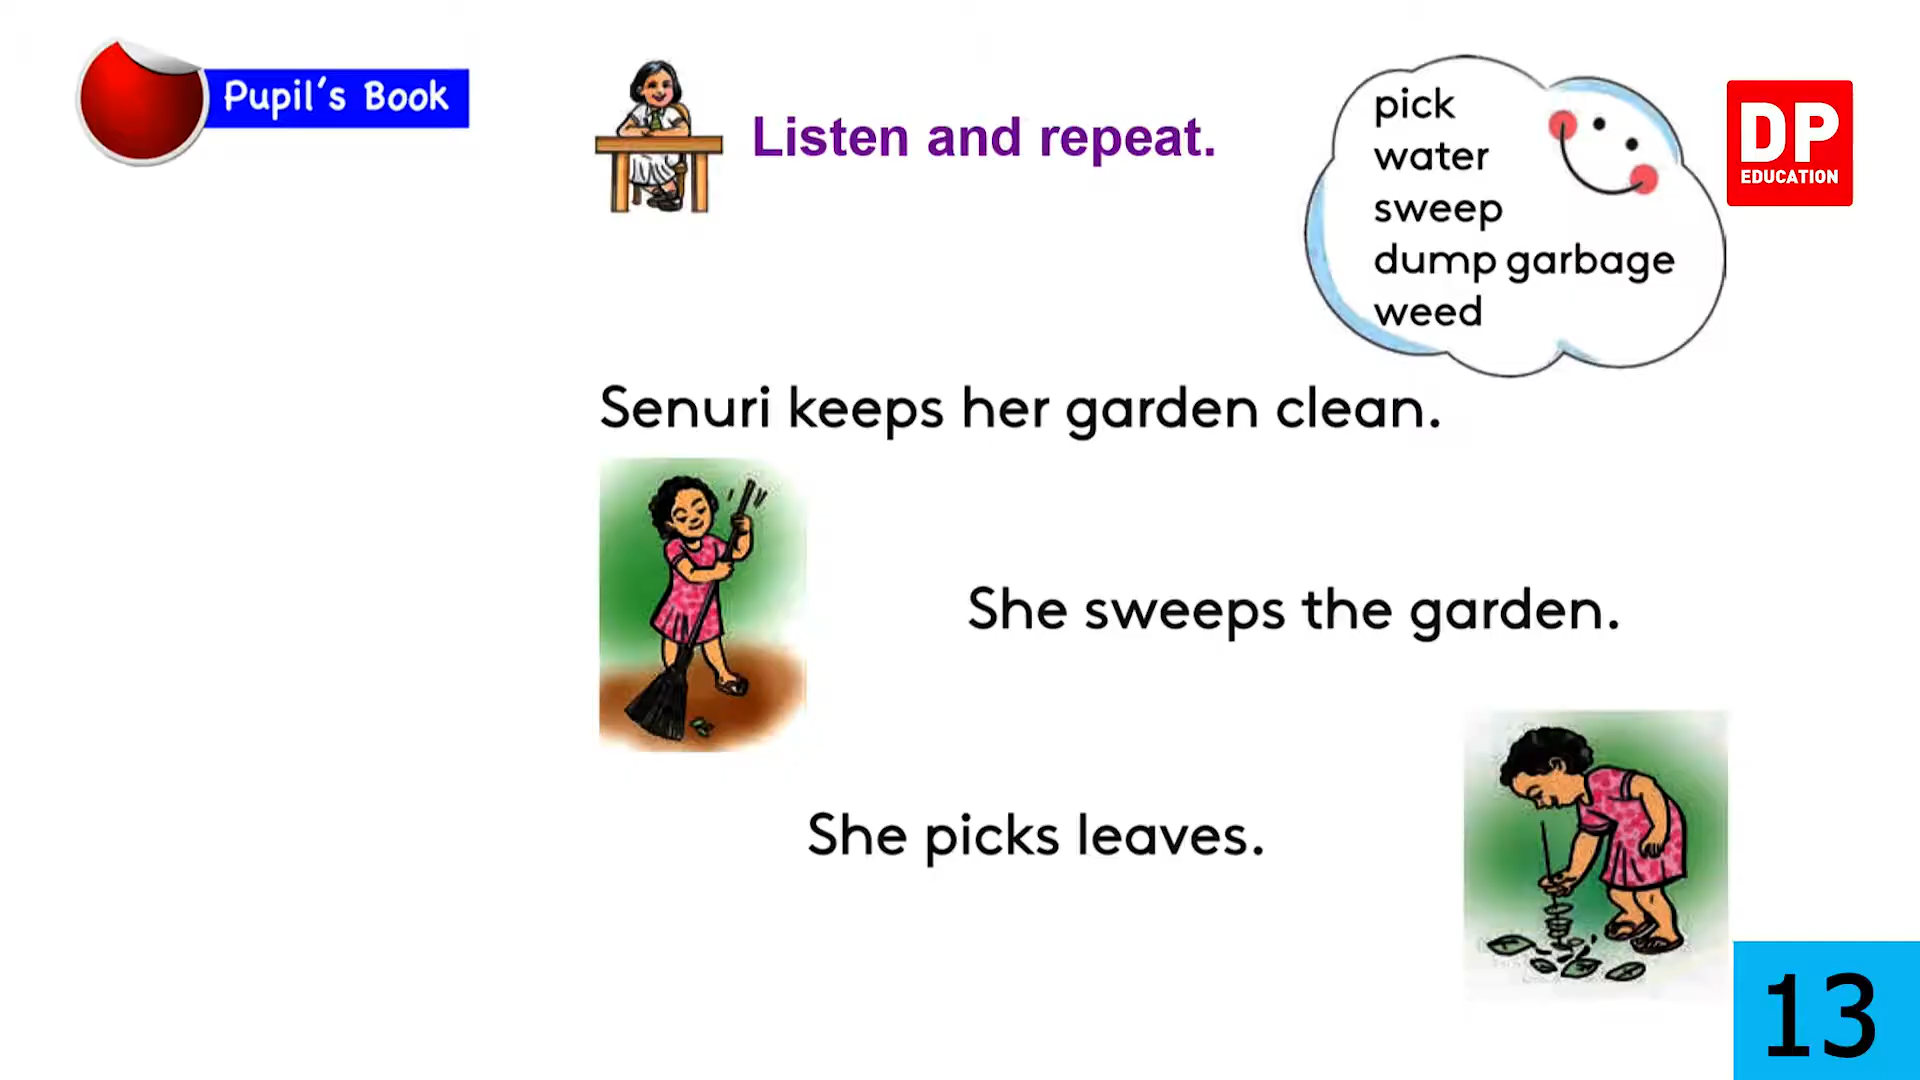 Pupil's Book
Listen and repeat.
pick
water
sweep
dump garbage
weed
DP
EDUCATION
Senuri keeps her garden clean.
She sweeps the garden.
She picks leaves.
13